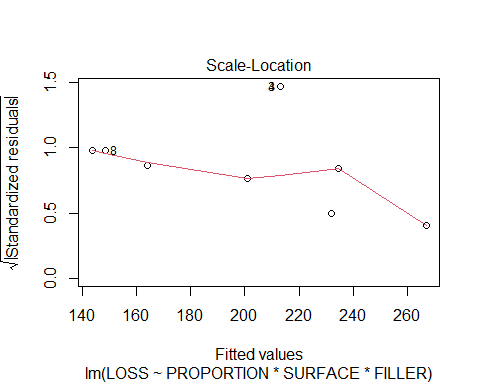 Scale-Location
√|Standardized residuals|
0.0 0.5 1.0 1.5
8
140 160 180 200 220 240 260
Fitted values
lm(LOSS ~ PROPORTION * SURFACE * FILLER)